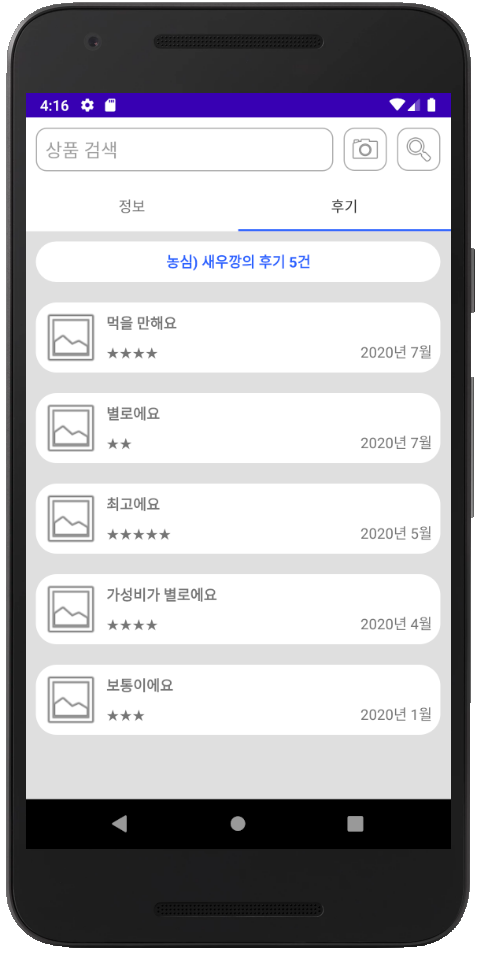 4:16
상품 검색
정보
후기
농심) 새우깡의 후기 5건
먹을 만해요
★★★★
2020년 7월
별로에요
★★
2020년 7월
최고에요
★★★★★
2020년 5월
가성비가 별로에요
★★★★
2020년 4월
보통이에요
★★★
2020년 1월